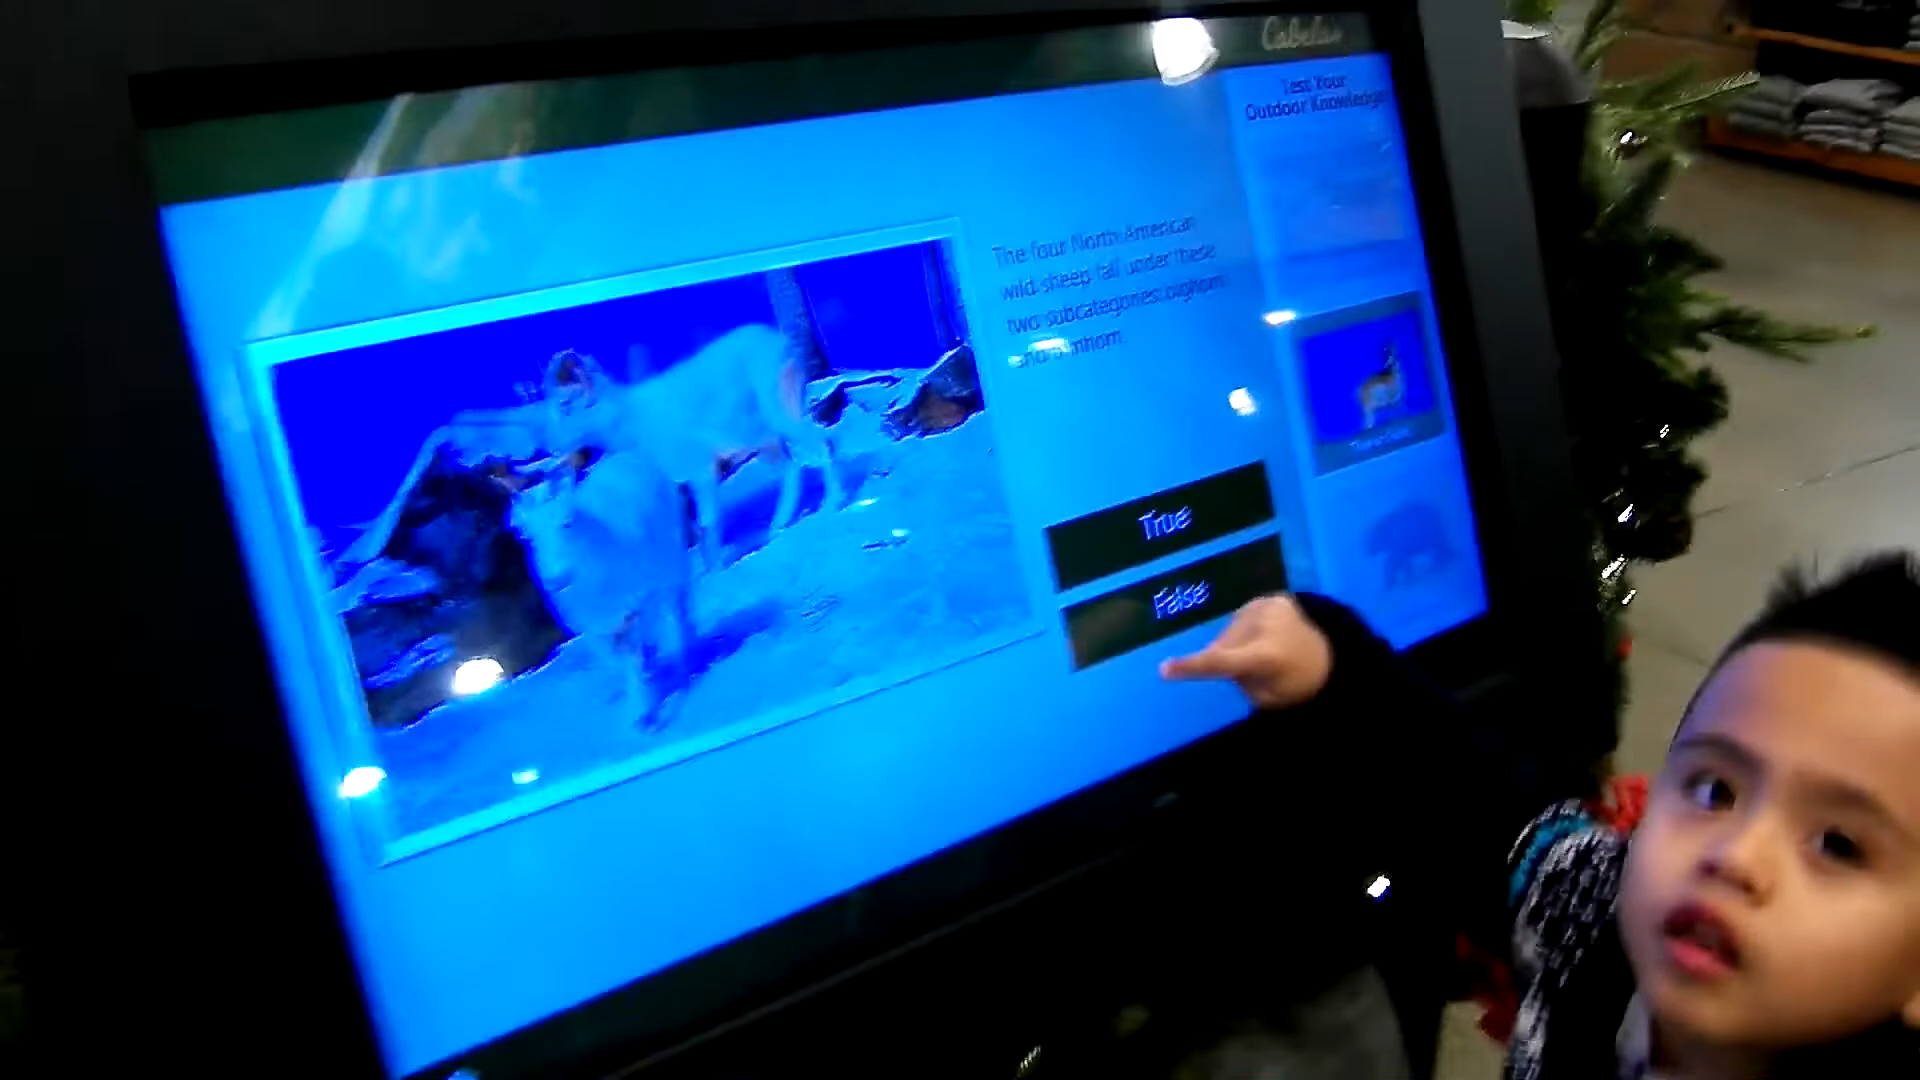 Cabela's
Test Your
Outdoor Knowledge
The four North American
wild sheep fall under these
two subcategories: bighorn
and thinhorn.
True
False